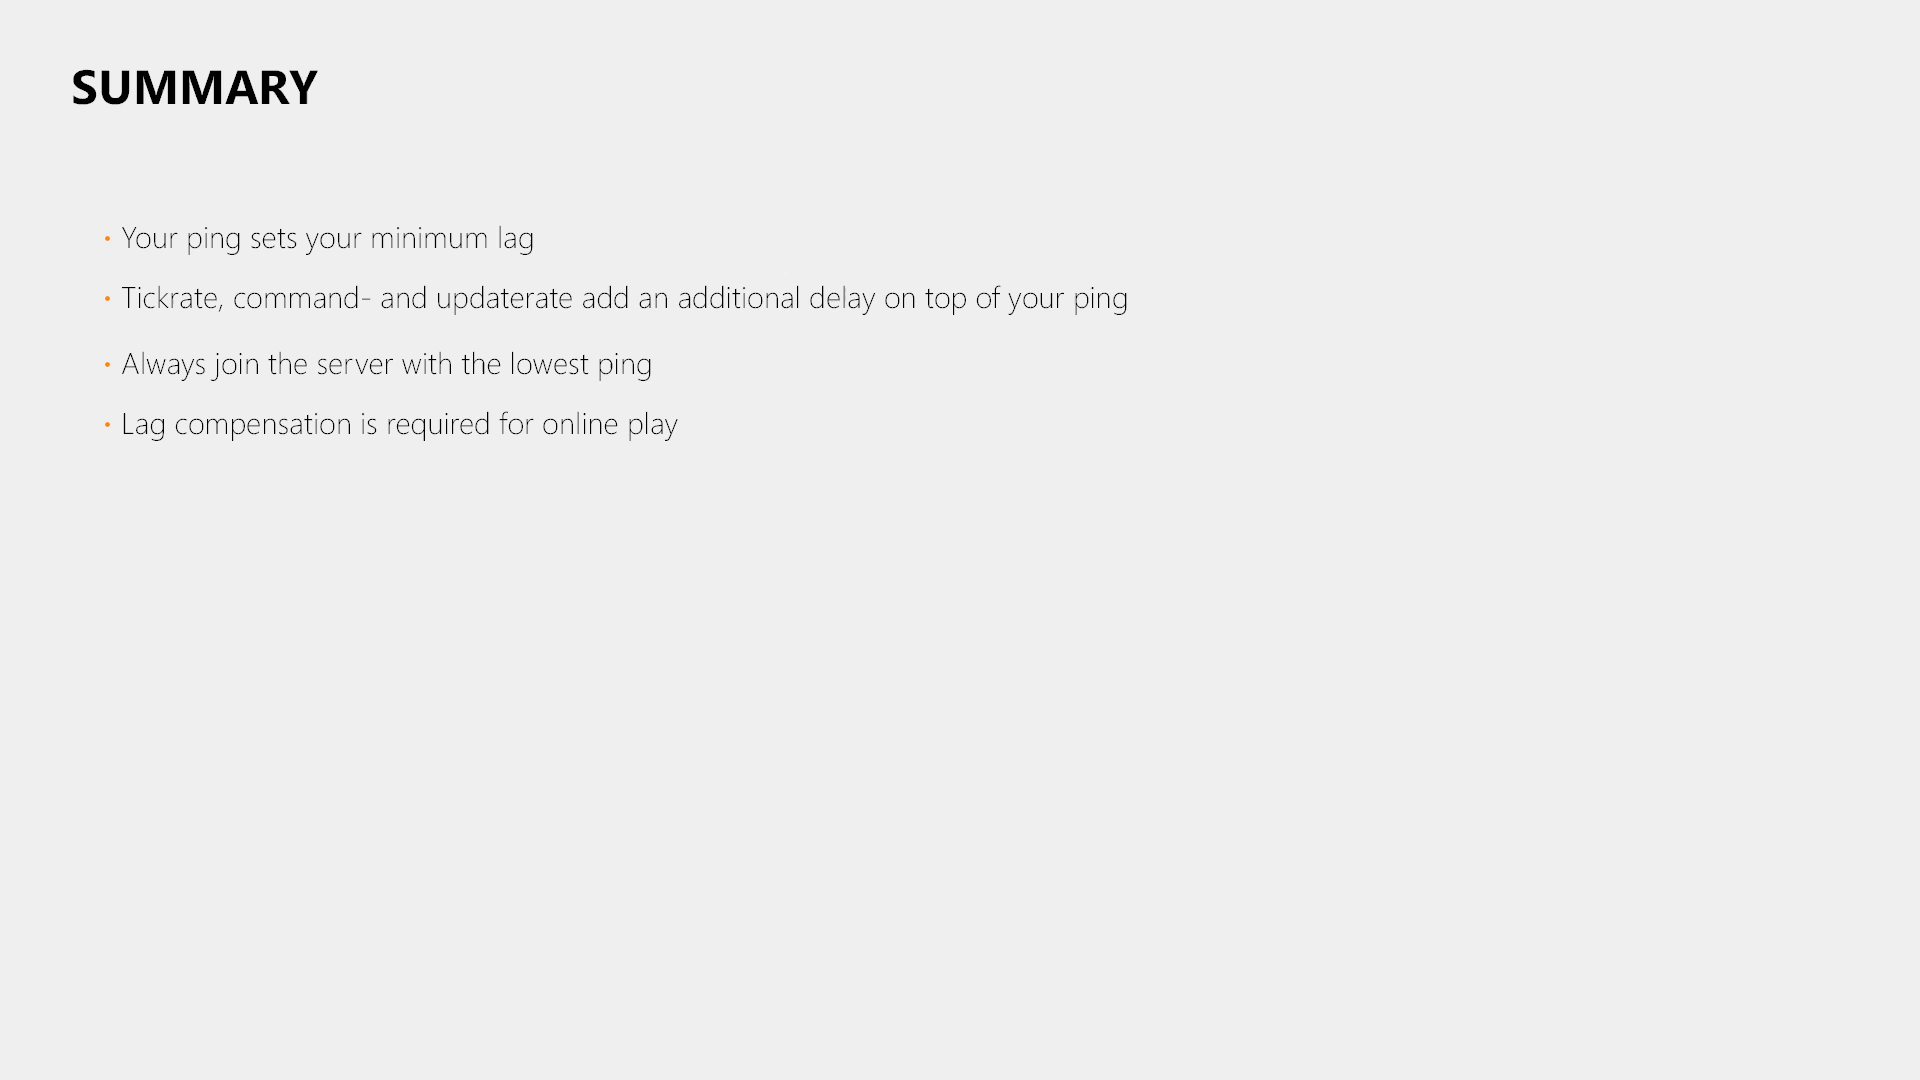 SUMMARY
• Your ping sets your minimum lag
• Tickrate, command- and updaterate add an additional delay on top of your ping
• Always join the server with the lowest ping
• Lag compensation is required for online play